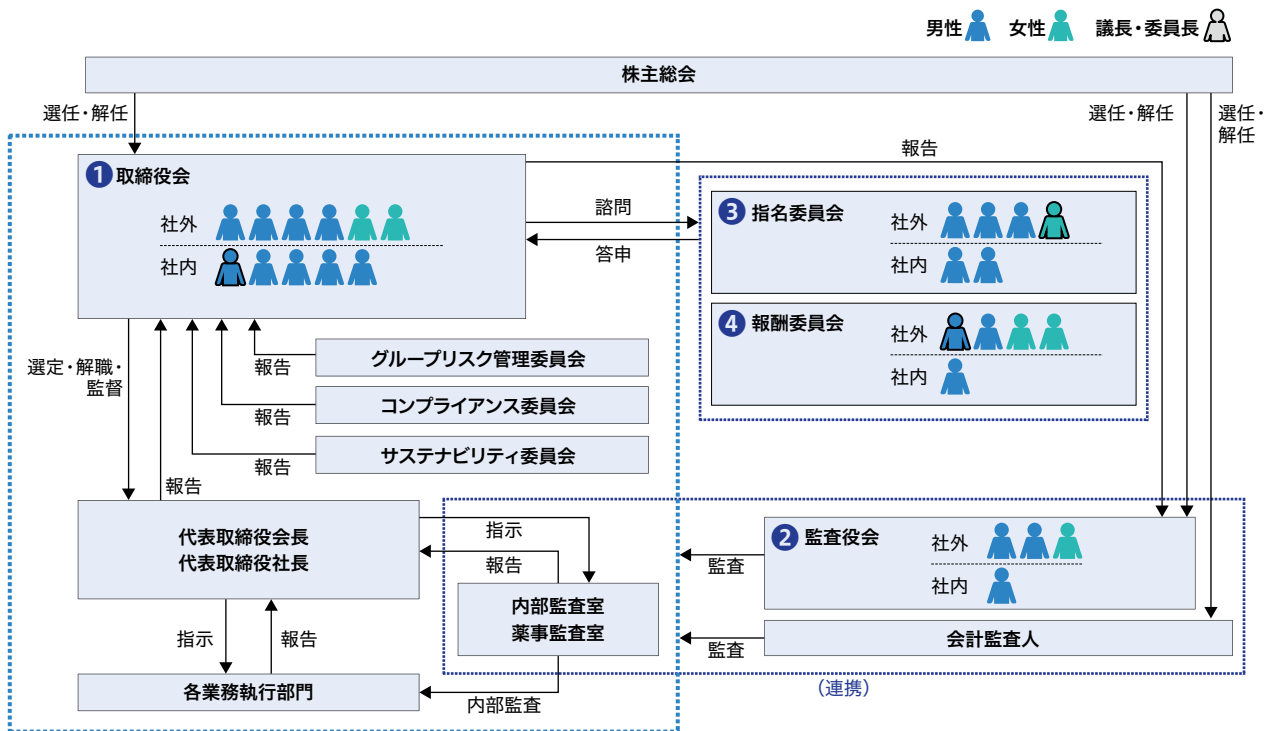 男性
女性
議長・委員長
株主総会
選任・解任
選任・解任
選任・
解任
報告
1 取締役会
社外
社内
諮問
答申
3 指名委員会
社外
社内
4 報酬委員会
社外
社内
選定・解職・
監督
グループリスク管理委員会
報告
コンプライアンス委員会
報告
サステナビリティ委員会
報告
報告
代表取締役会長
代表取締役社長
指示
報告
内部監査室
薬事監査室
監査
2 監査役会
社外
社内
監査
会計監査人
指示
報告
各業務執行部門
内部監査
（連携）